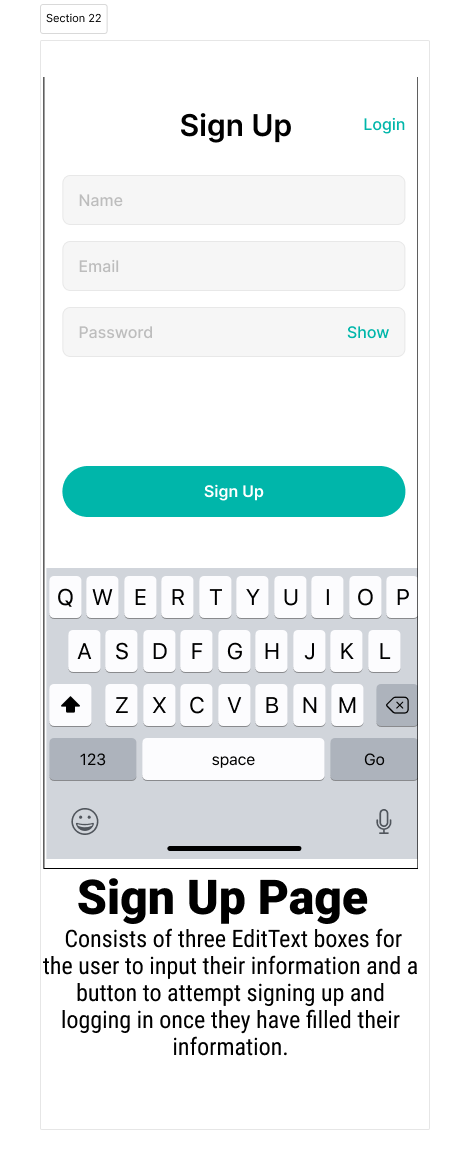 Section 22
Sign Up
Login
Name
Email
Password
Show
Sign Up
Q W E R T Y U I O P
A S D F G H J K L
Z X C V B N M
123 space Go
Sign Up Page
Consists of three EditText boxes for
the user to input their information and a
button to attempt signing up and
logging in once they have filled their
information.